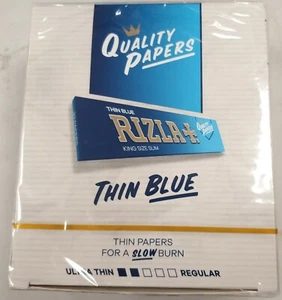 QUALITY
PAPERS
THIN BLUE
RIZLA+
KING SIZE SLIM
THIN BLUE
THIN PAPERS
FOR A SLOW BURN
ULTRA THIN REGULAR